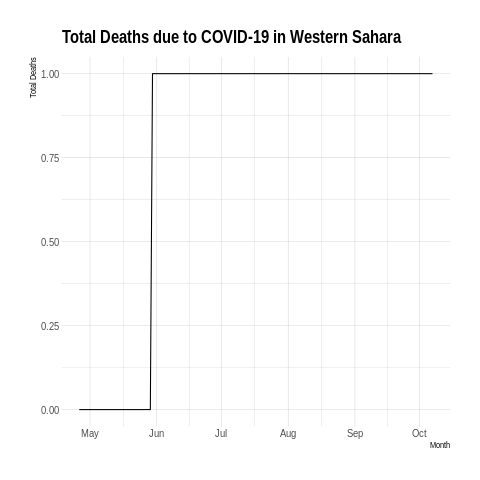 Total Deaths due to COVID-19 in Western Sahara
Total Deaths
1.00
0.75
0.50
0.25
0.00
May Jun Jul Aug Sep Oct
Month